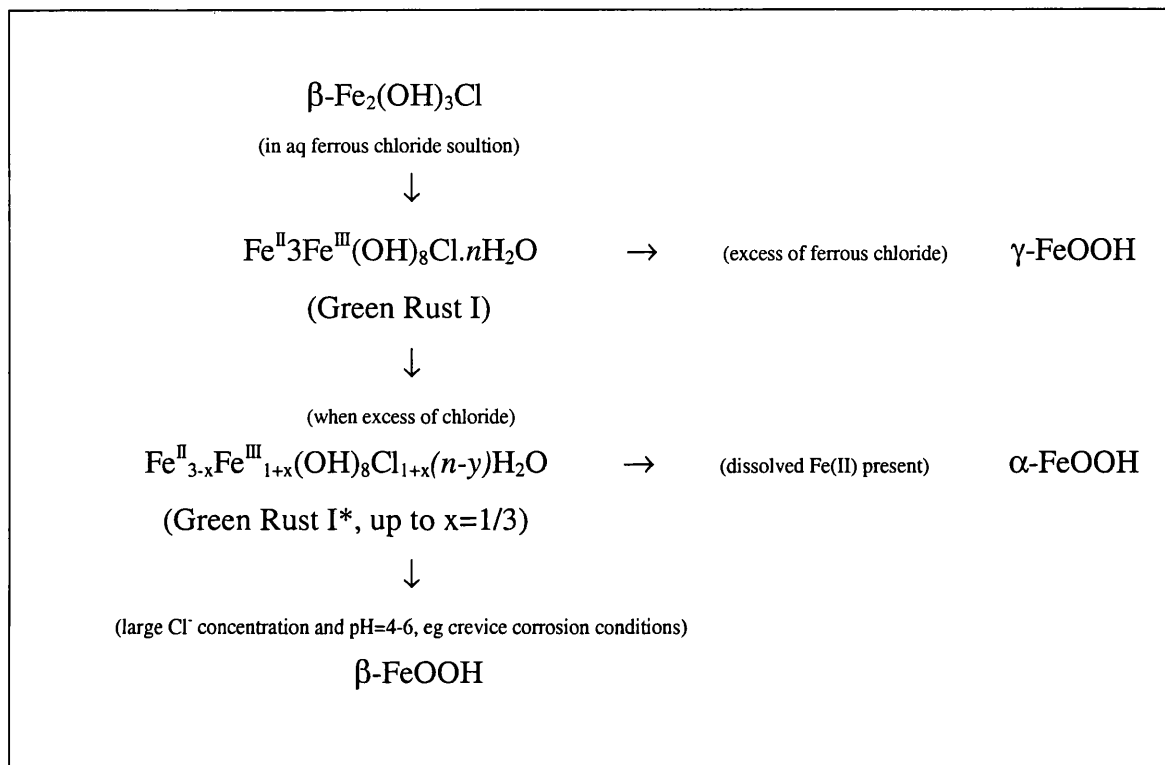 β-Fe₂(OH)₃Cl
(in aq ferrous chloride soultion)
↓
Feᴵᴵ3Feᴵᴵᴵ(OH)₈Cl.nH₂O → (excess of ferrous chloride) γ-FeOOH
(Green Rust I)
↓
(when excess of chloride)
Feᴵᴵ₃₋ₓFeᴵᴵᴵ₁₊ₓ(OH)₈Cl₁₊ₓ(n-y)H₂O → (dissolved Fe(II) present) α-FeOOH
(Green Rust I*, up to x=1/3)
↓
(large Cl⁻ concentration and pH=4-6, eg crevice corrosion conditions)
β-FeOOH